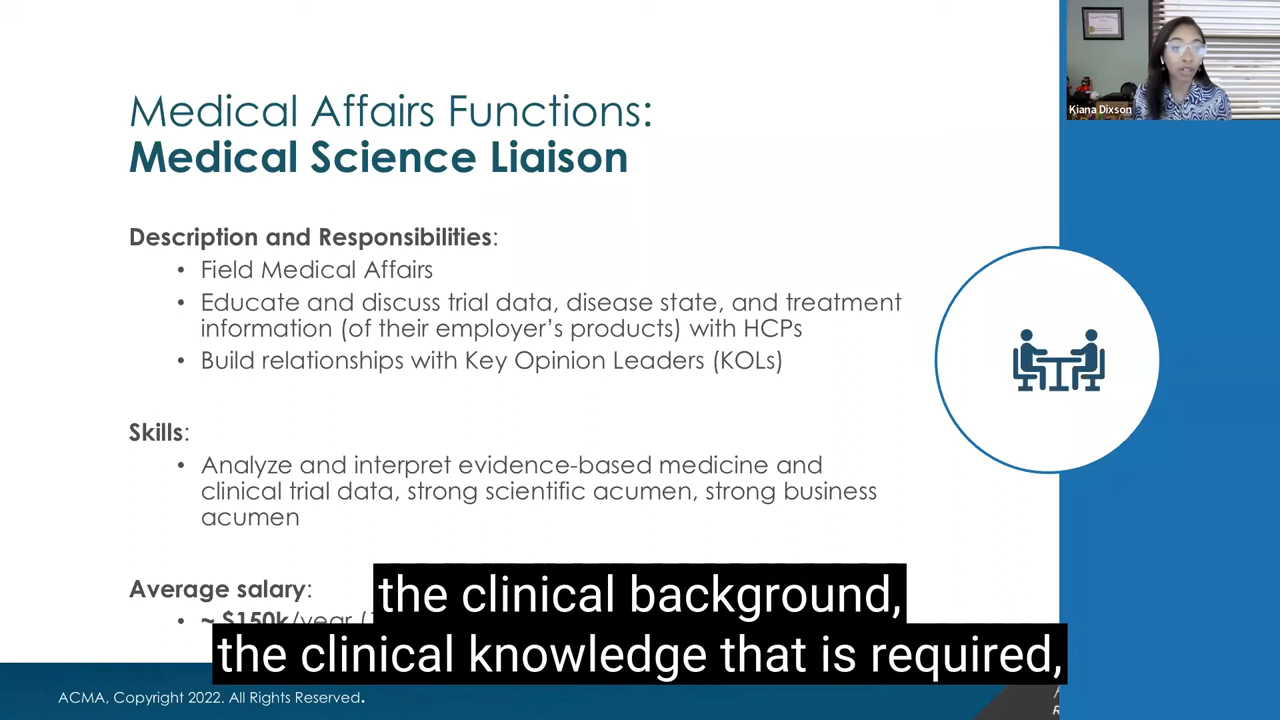 Kiana Dixson
Medical Affairs Functions:
Medical Science Liaison
Description and Responsibilities:
• Field Medical Affairs
• Educate and discuss trial data, disease state, and treatment
information (of their employer’s products) with HCPs
• Build relationships with Key Opinion Leaders (KOLs)
Skills:
• Analyze and interpret evidence-based medicine and
clinical trial data, strong scientific acumen, strong business
acumen
Average salary:
• ~ $150k/year
the clinical background,
the clinical knowledge that is required,
ACMA, Copyright 2022. All Rights Reserved.